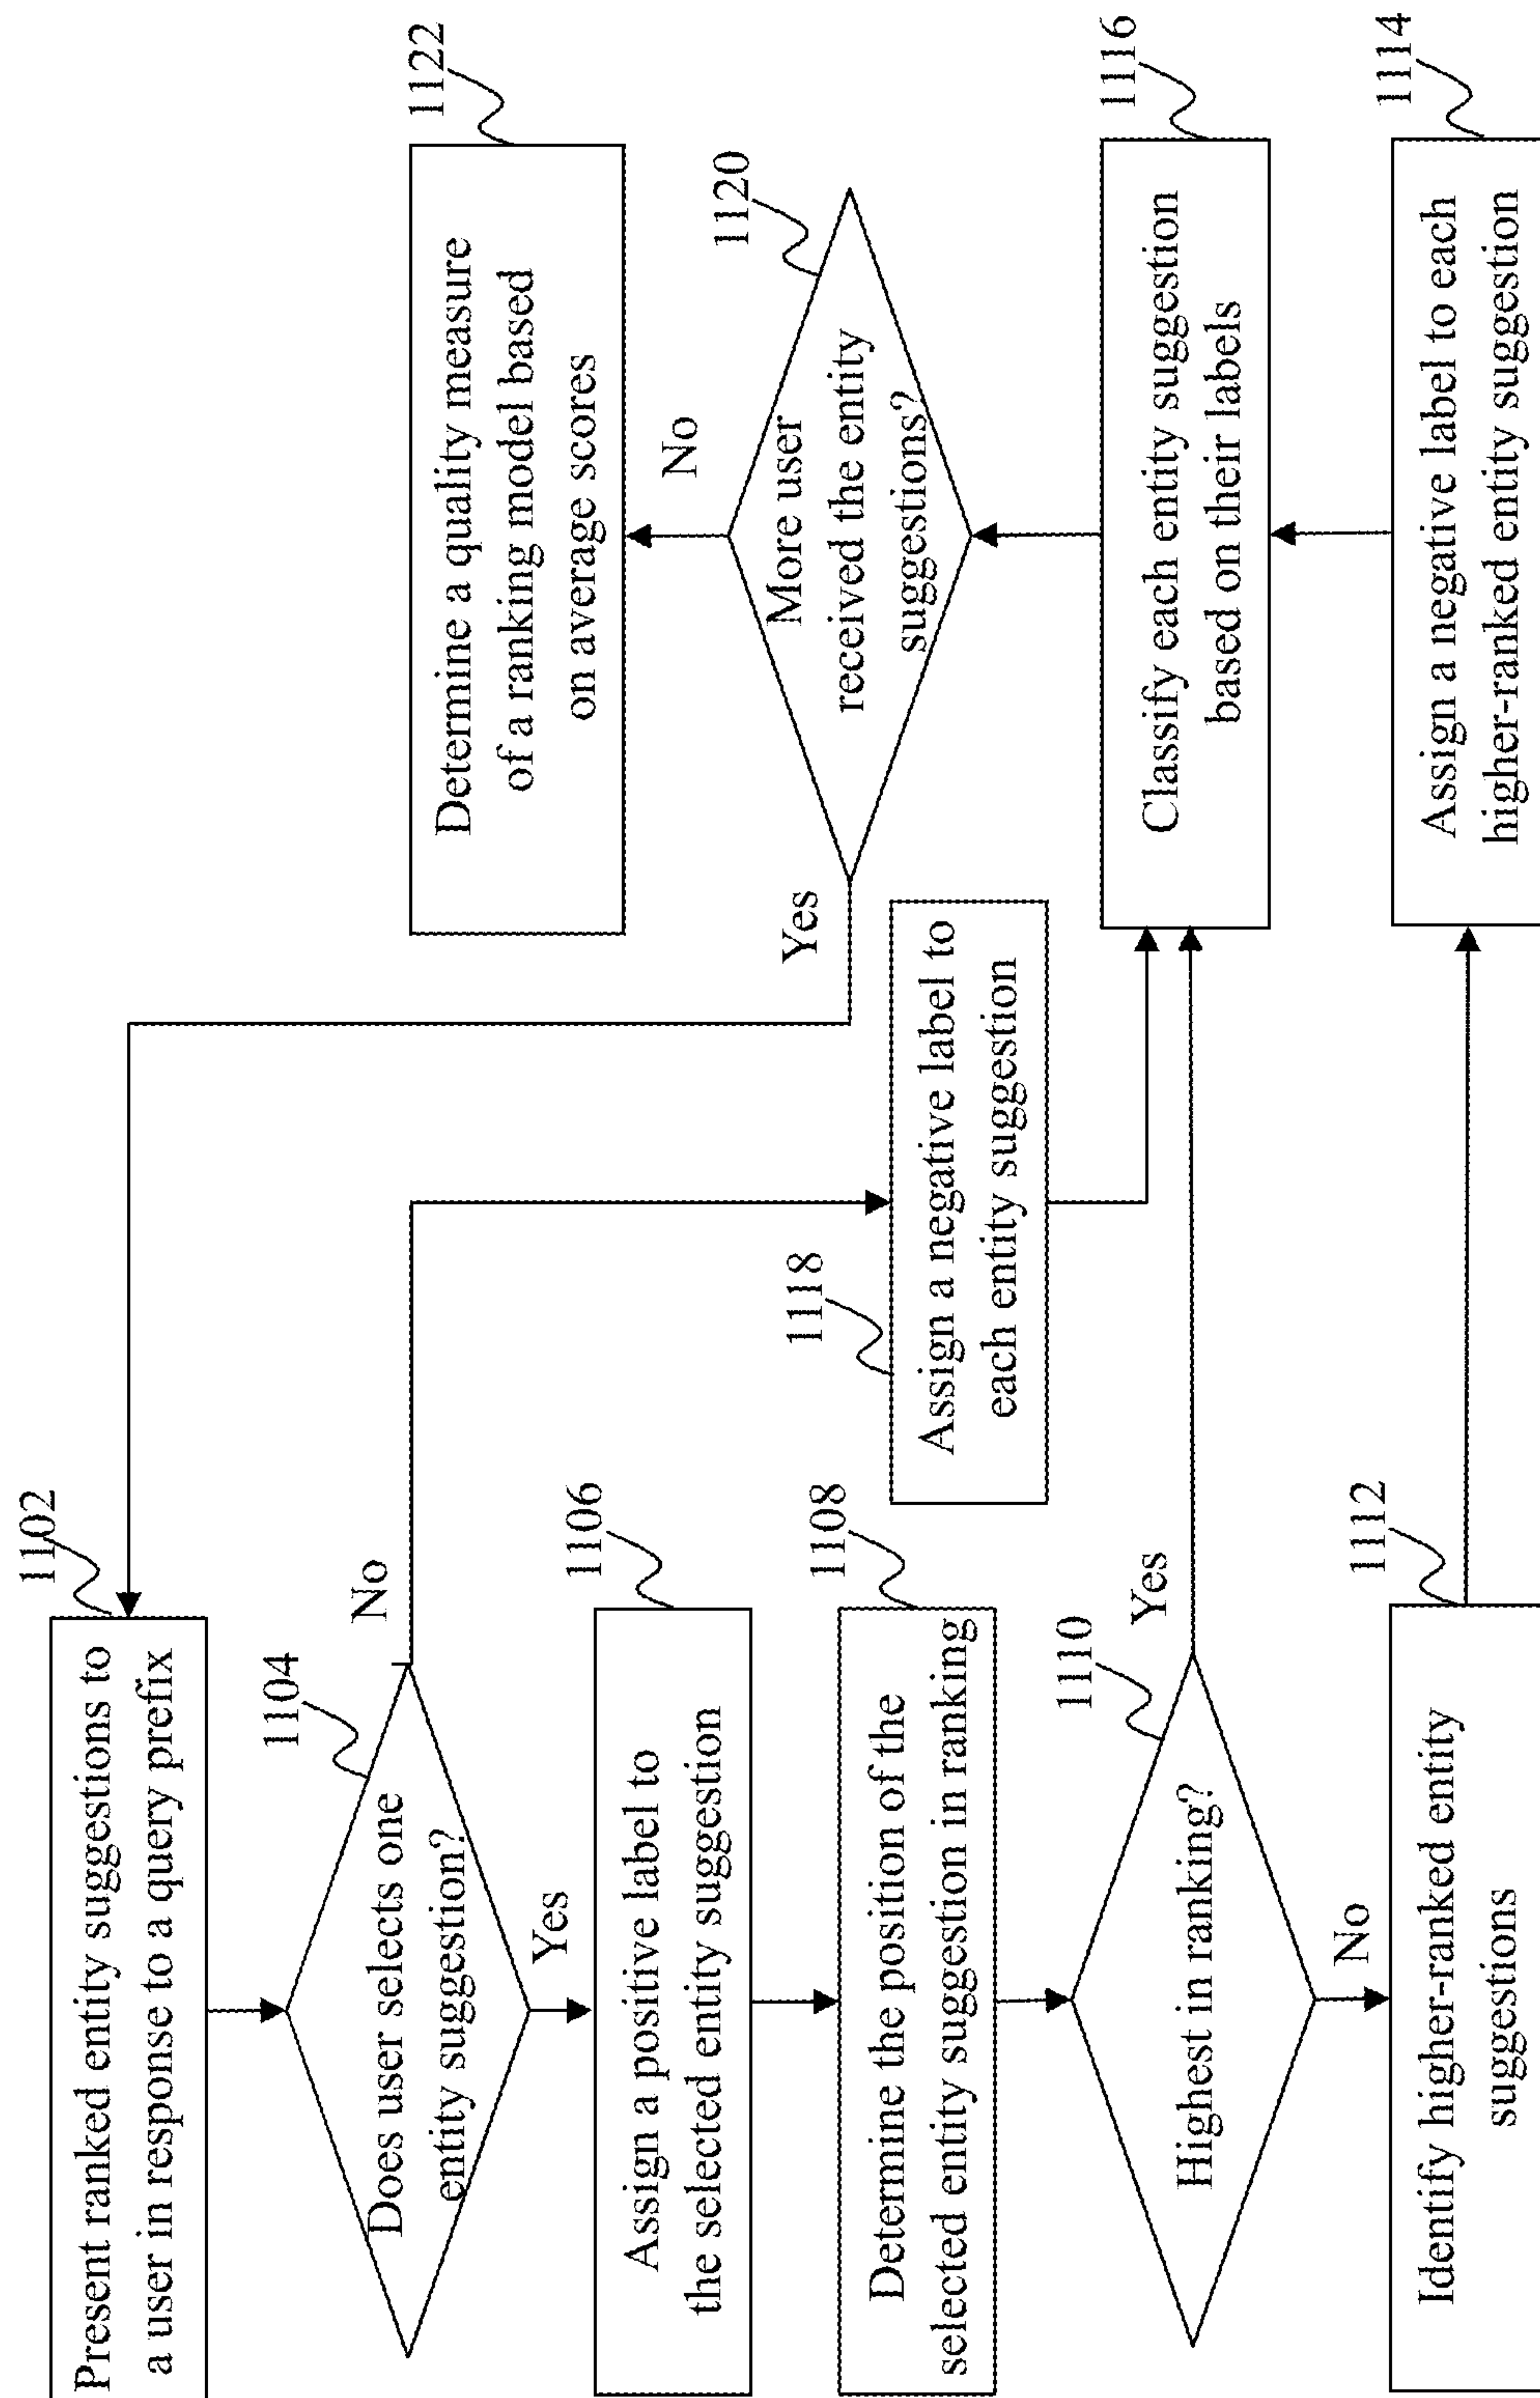 1102
Present ranked entity suggestions to
a user in response to a query prefix
1104
Does user selects one
entity suggestion?
No
Yes
1106
Assign a positive label to
the selected entity suggestion
1108
Determine the position of the
selected entity suggestion in ranking
1110
Highest in ranking?
Yes
No
1112
Identify higher-ranked entity
suggestions
1118
Assign a negative label to
each entity suggestion
1122
Determine a quality measure
of a ranking model based
on average scores
No
1120
More user
received the entity
suggestions?
Yes
1116
Classify each entity suggestion
based on their labels
1114
Assign a negative label to each
higher-ranked entity suggestion